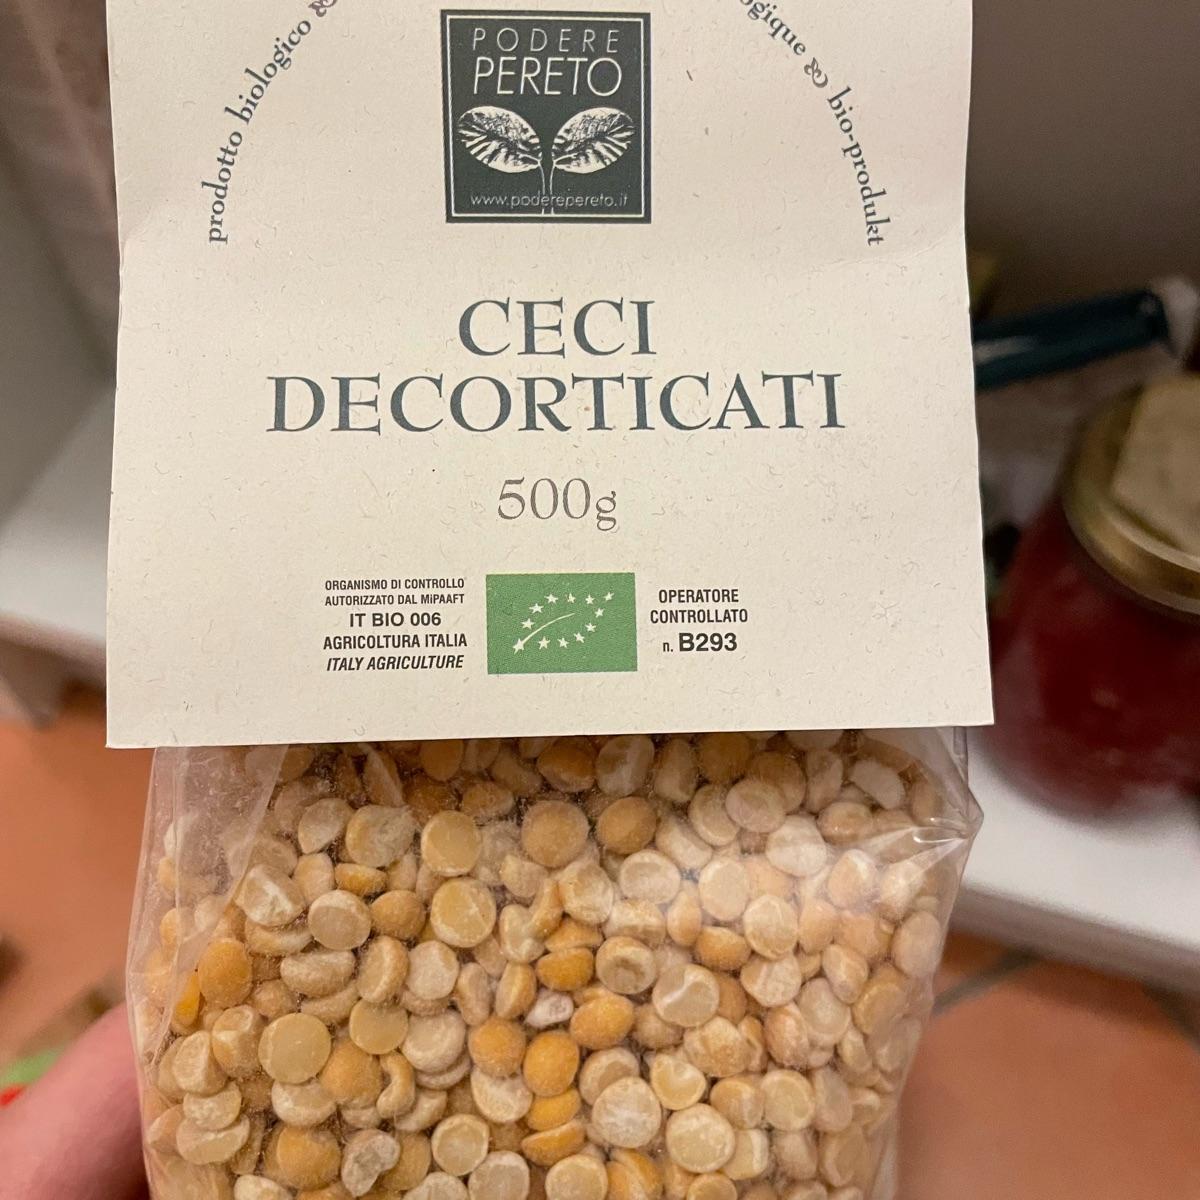 prodotto biologico
bio-produkt
PODERE
PERETO
www.poderepereto.it
CECI
DECORTICATI
500g
ORGANISMO DI CONTROLLO
AUTORIZZATO DAL MiPAAFT
IT BIO 006
AGRICOLTURA ITALIA
ITALY AGRICULTURE
OPERATORE
CONTROLLATO
n. B293